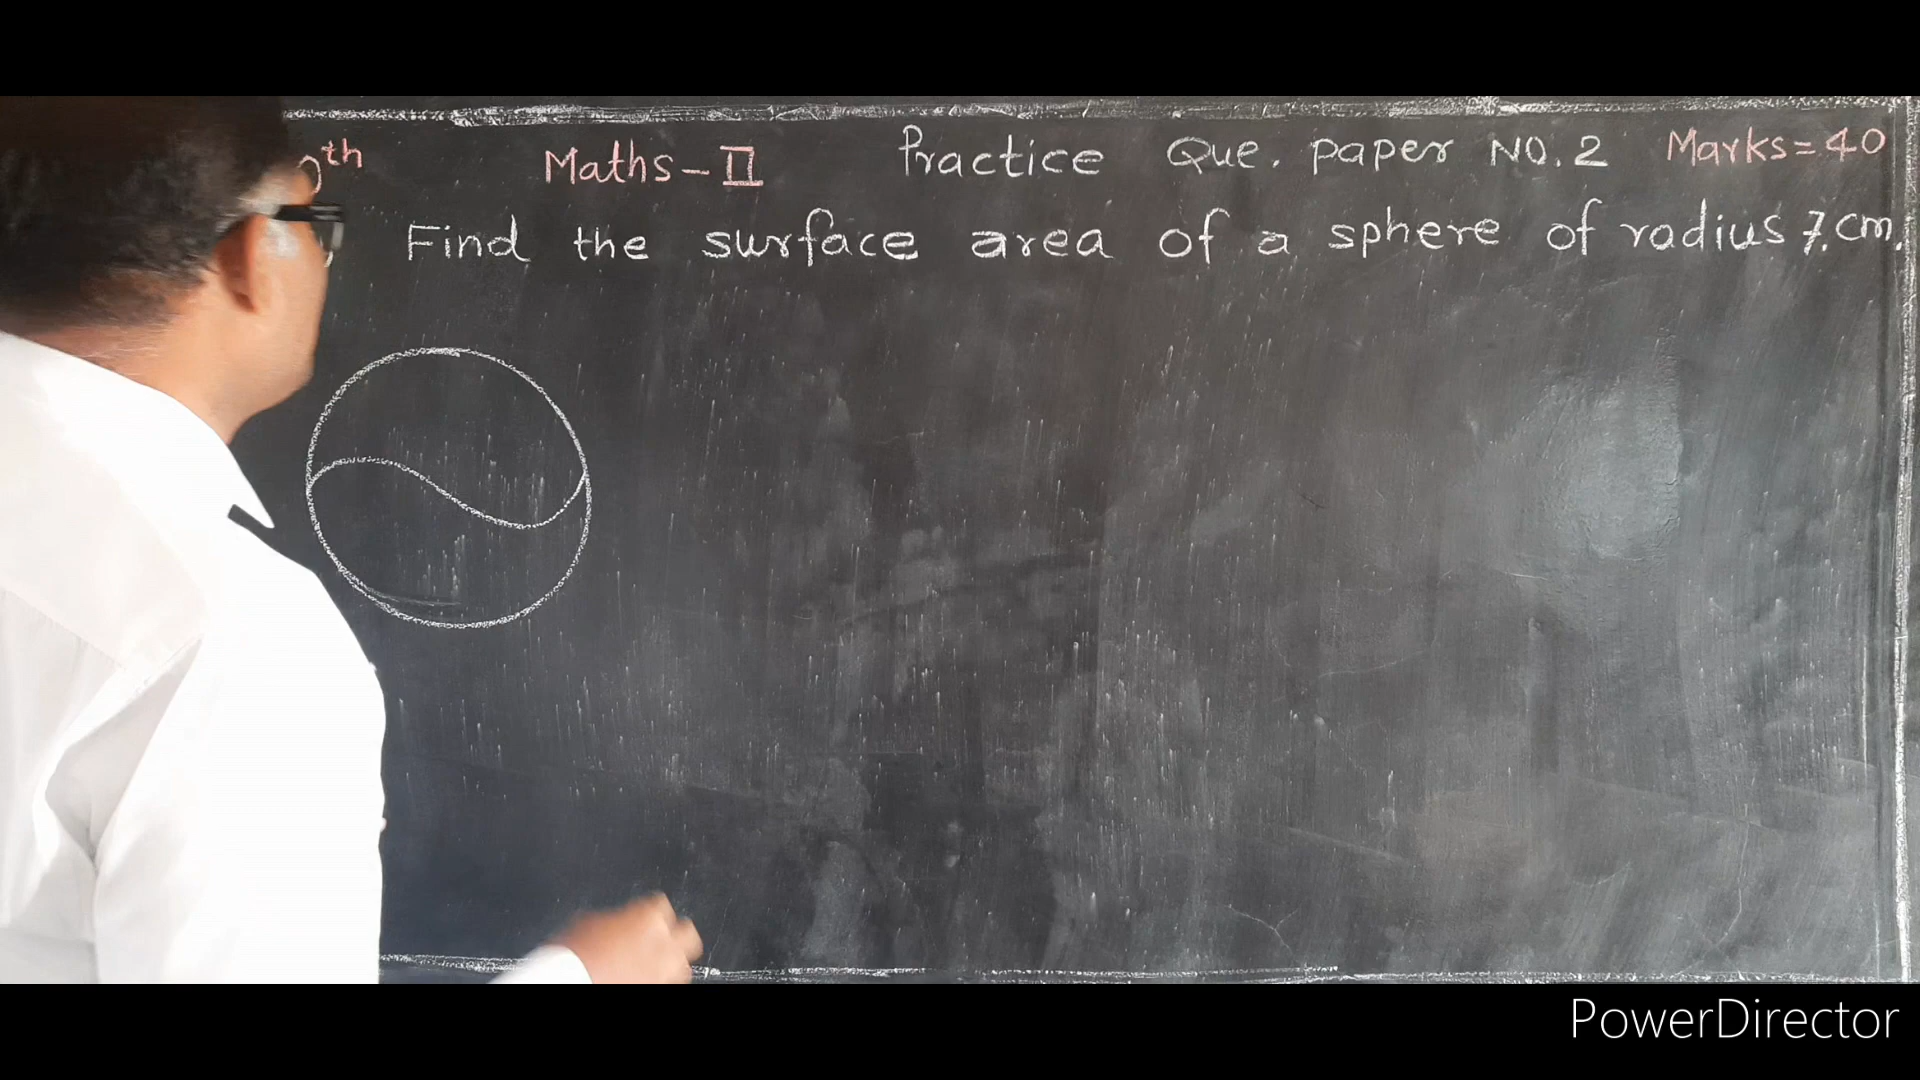 th Maths-II Practice Que. paper NO. 2 Marks=40
Find the surface area of a sphere of radius 7.cm.
PowerDirector